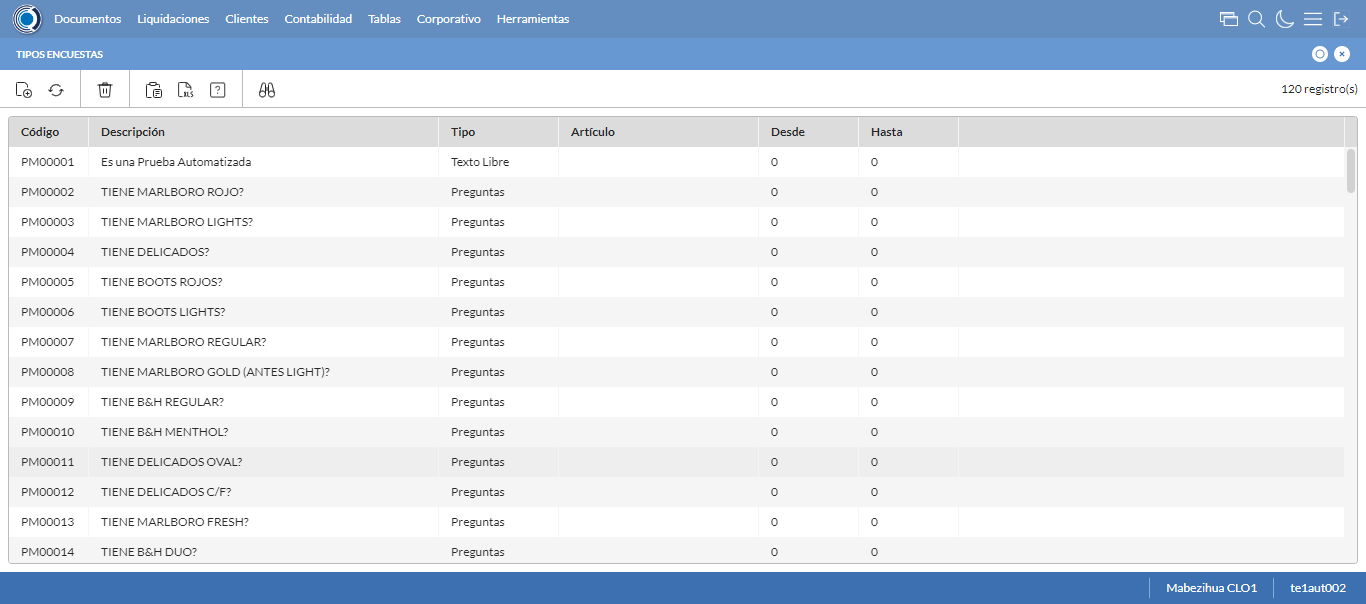 Documentos Liquidaciones Clientes Contabilidad Tablas Corporativo Herramientas
TIPOS ENCUESTAS
XLS ? 120 registro(s)
Código Descripción Tipo Artículo Desde Hasta
PM00001 Es una Prueba Automatizada Texto Libre 0 0
PM00002 TIENE MARLBORO ROJO? Preguntas 0 0
PM00003 TIENE MARLBORO LIGHTS? Preguntas 0 0
PM00004 TIENE DELICADOS? Preguntas 0 0
PM00005 TIENE BOOTS ROJOS? Preguntas 0 0
PM00006 TIENE BOOTS LIGHTS? Preguntas 0 0
PM00007 TIENE MARLBORO REGULAR? Preguntas 0 0
PM00008 TIENE MARLBORO GOLD (ANTES LIGHT)? Preguntas 0 0
PM00009 TIENE B&H REGULAR? Preguntas 0 0
PM00010 TIENE B&H MENTHOL? Preguntas 0 0
PM00011 TIENE DELICADOS OVAL? Preguntas 0 0
PM00012 TIENE DELICADOS C/F? Preguntas 0 0
PM00013 TIENE MARLBORO FRESH? Preguntas 0 0
PM00014 TIENE B&H DUO? Preguntas 0 0
Mabezihua CLO1 te1aut002